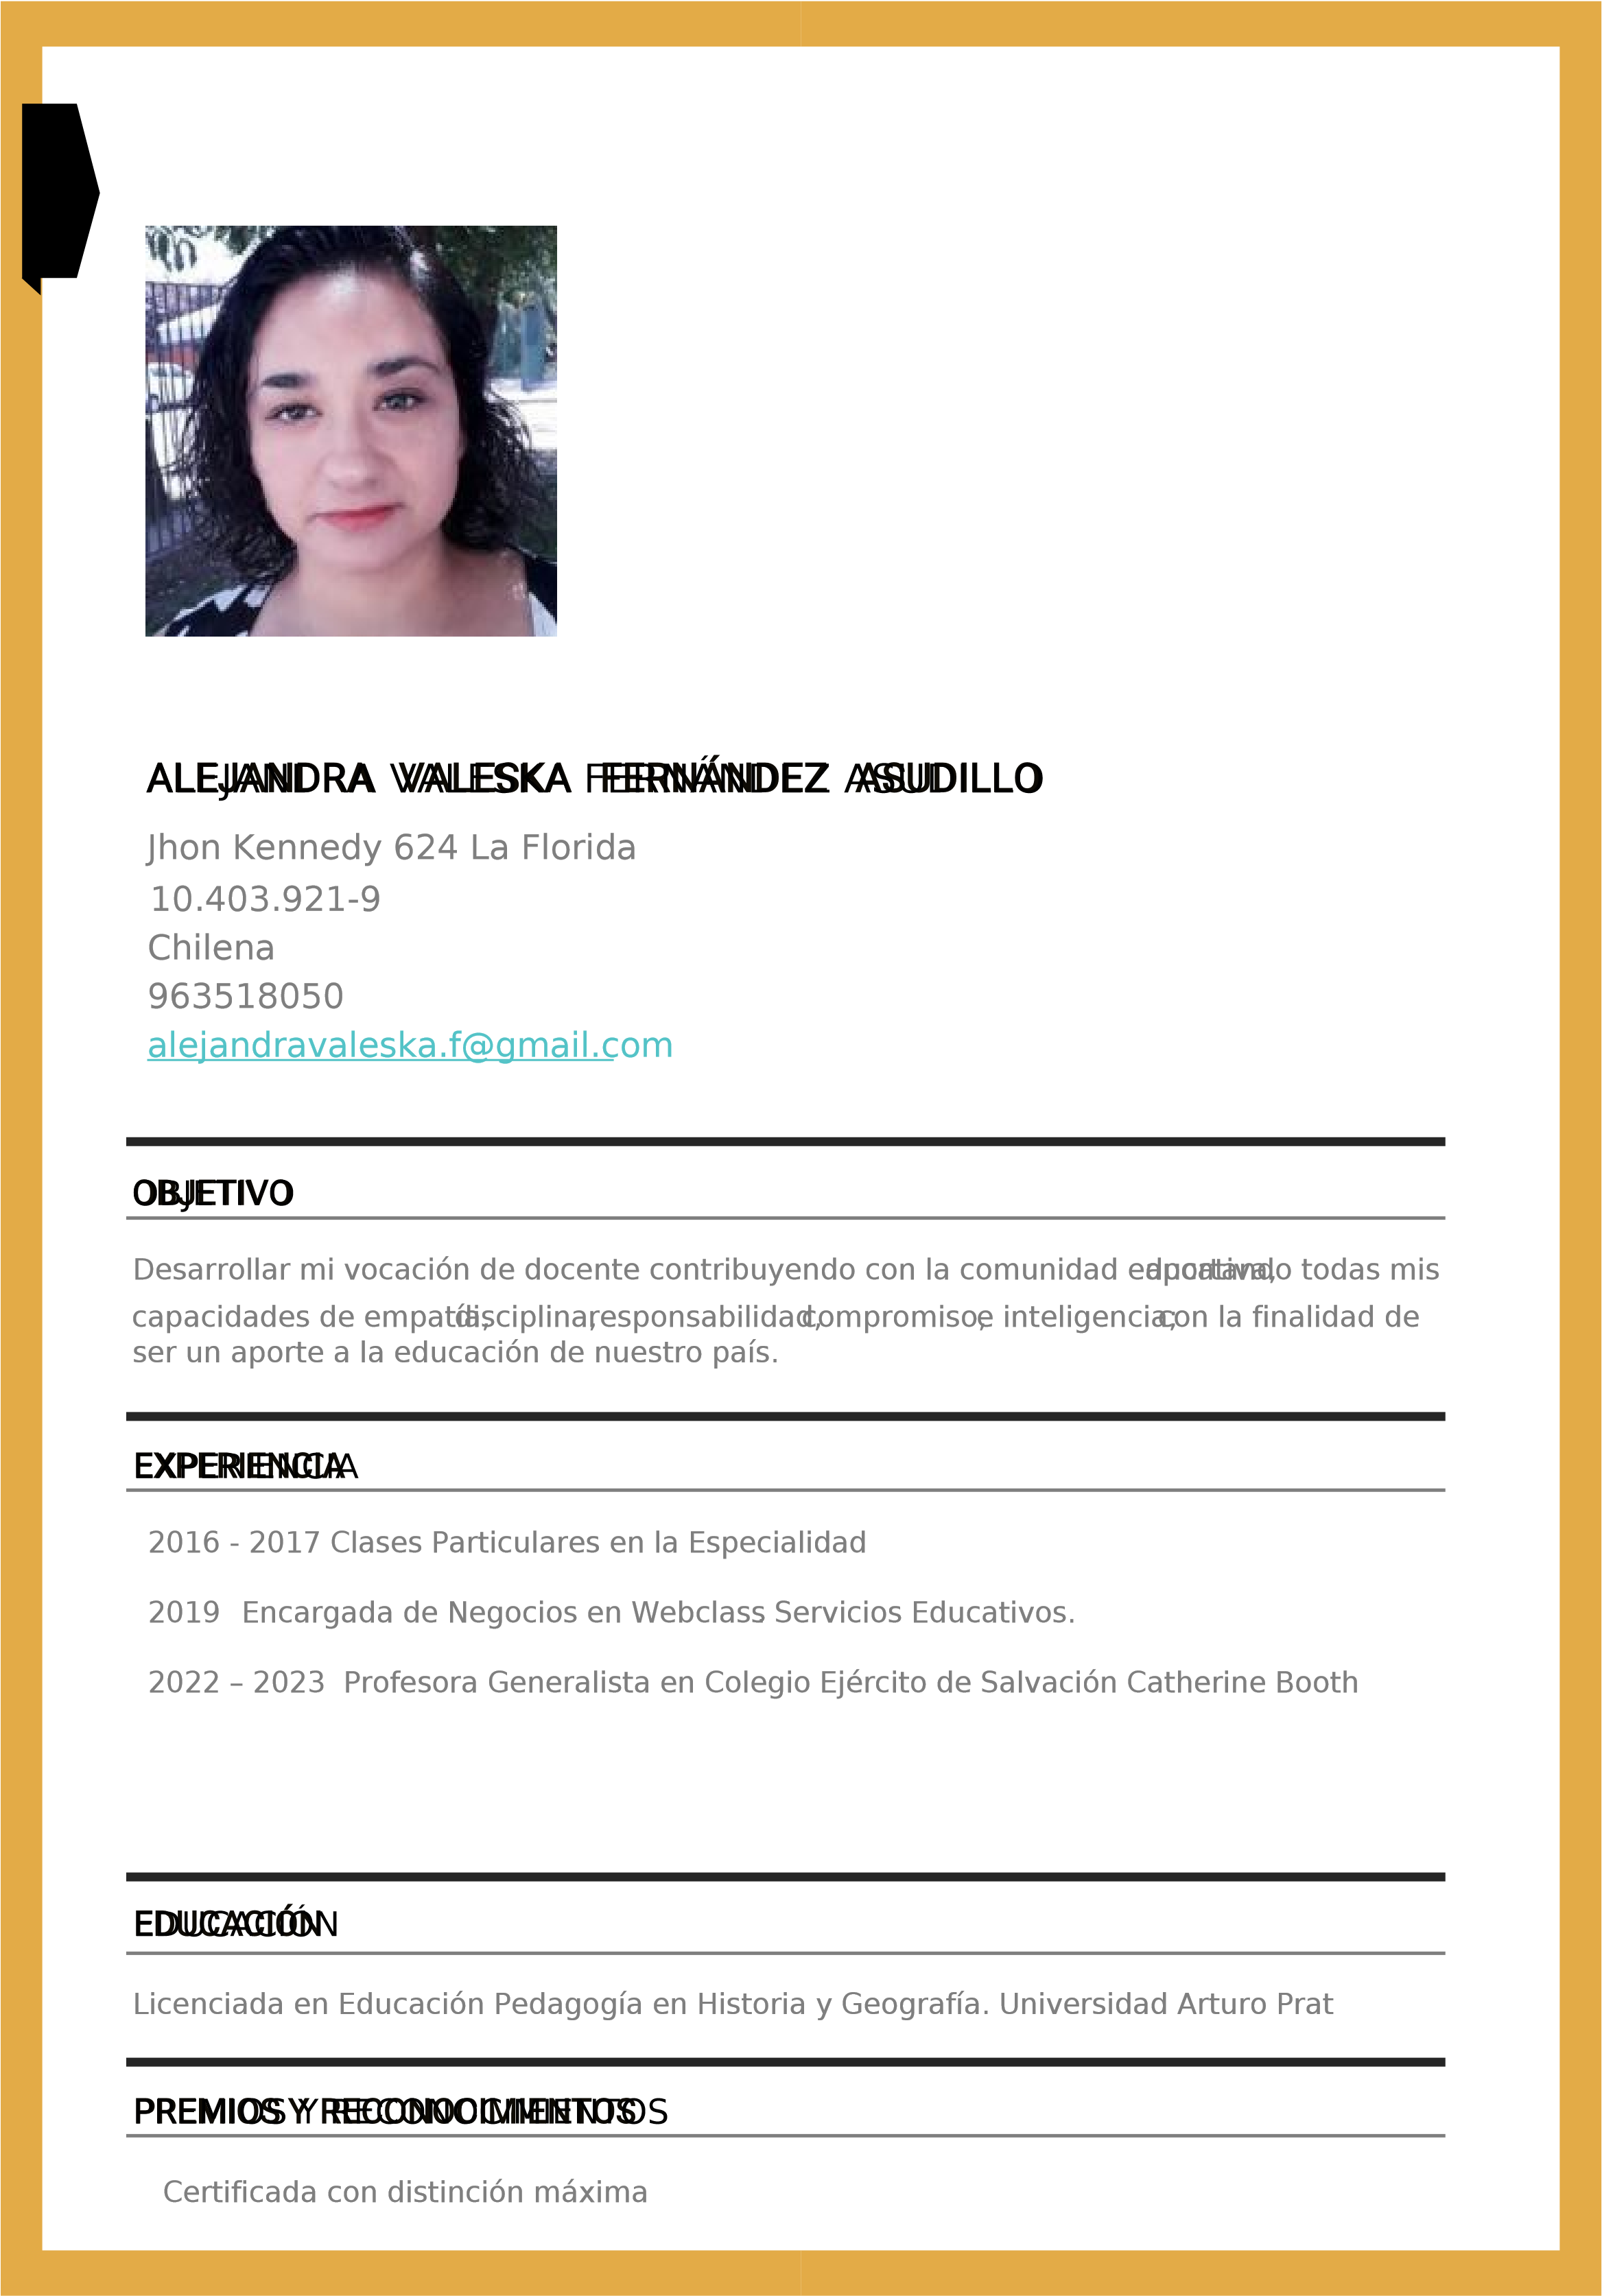 ALEJANDRA VALESKA FERNÁNDEZ ASUDILLO
Jhon Kennedy 624 La Florida
10.403.921-9
Chilena
963518050
alejandravaleska.f@gmail.com
OBJETIVO
Desarrollar mi vocación de docente contribuyendo con la comunidad educativa, aportando todas mis
capacidades de empatía, disciplina, responsabilidad, compromiso, e inteligencia; con la finalidad de
ser un aporte a la educación de nuestro país.
EXPERIENCIA
2016 - 2017 Clases Particulares en la Especialidad
2019 Encargada de Negocios en Webclass Servicios Educativos.
2022 – 2023 Profesora Generalista en Colegio Ejército de Salvación Catherine Booth
EDUCACIÓN
Licenciada en Educación Pedagogía en Historia y Geografía. Universidad Arturo Prat
PREMIOS Y RECONOCIMIENTOS
Certificada con distinción máxima